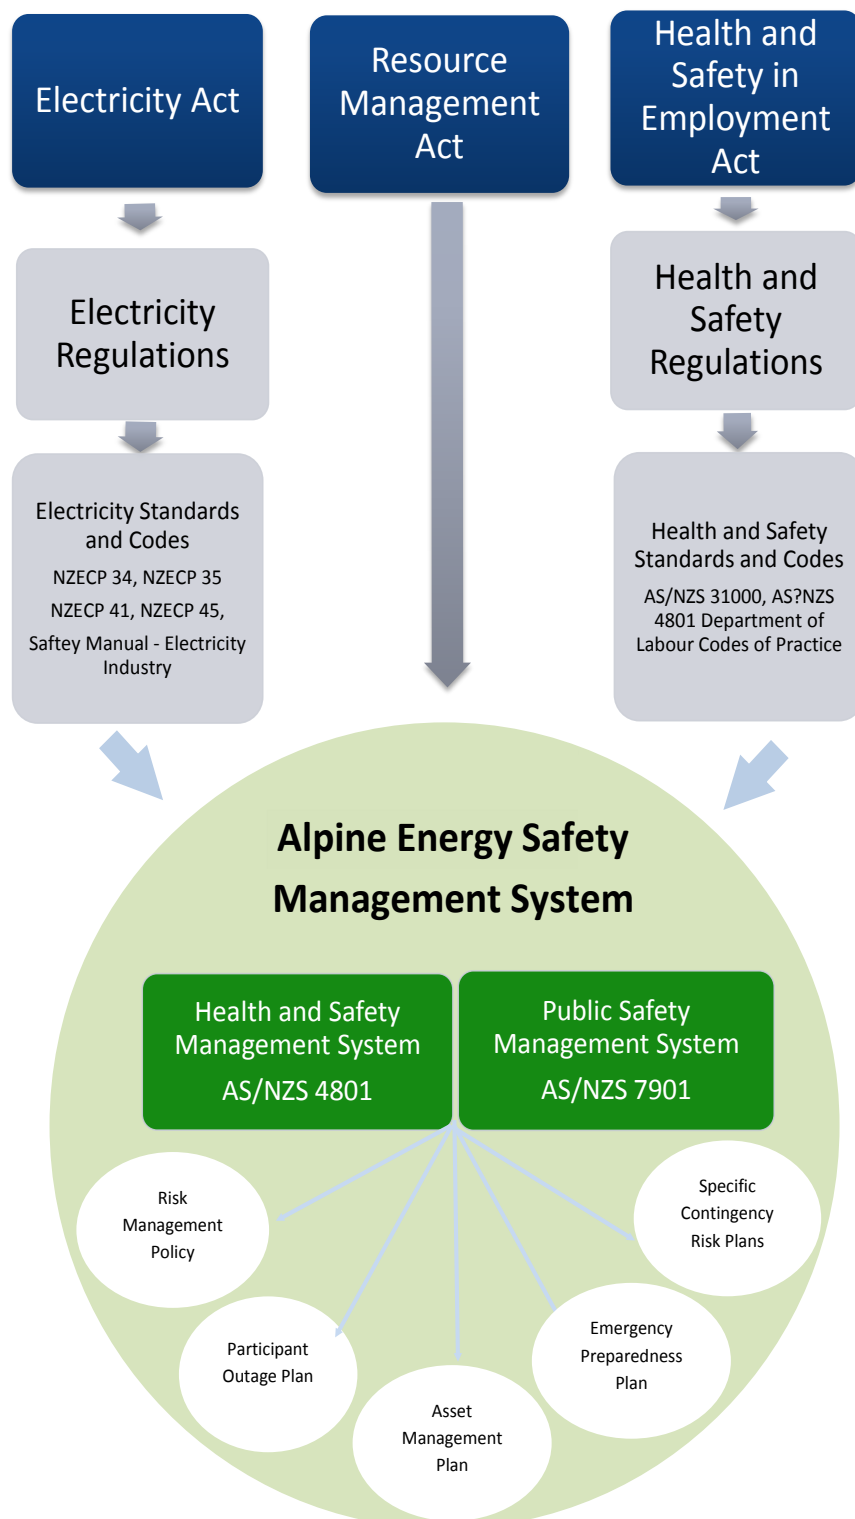 Electricity Act
Resource
Management
Act
Health and
Safety in
Employment
Act
Electricity
Regulations
Health and
Safety
Regulations
Electricity Standards
and Codes
NZECP 34, NZECP 35
NZECP 41, NZECP 45,
Saftey Manual - Electricity
Industry
Health and Safety
Standards and Codes
AS/NZS 31000, AS?NZS
4801 Department of
Labour Codes of Practice
Alpine Energy Safety
Management System
Health and Safety
Management System
AS/NZS 4801
Public Safety
Management System
AS/NZS 7901
Risk
Management
Policy
Specific
Contingency
Risk Plans
Participant
Outage Plan
Emergency
Preparedness
Plan
Asset
Management
Plan